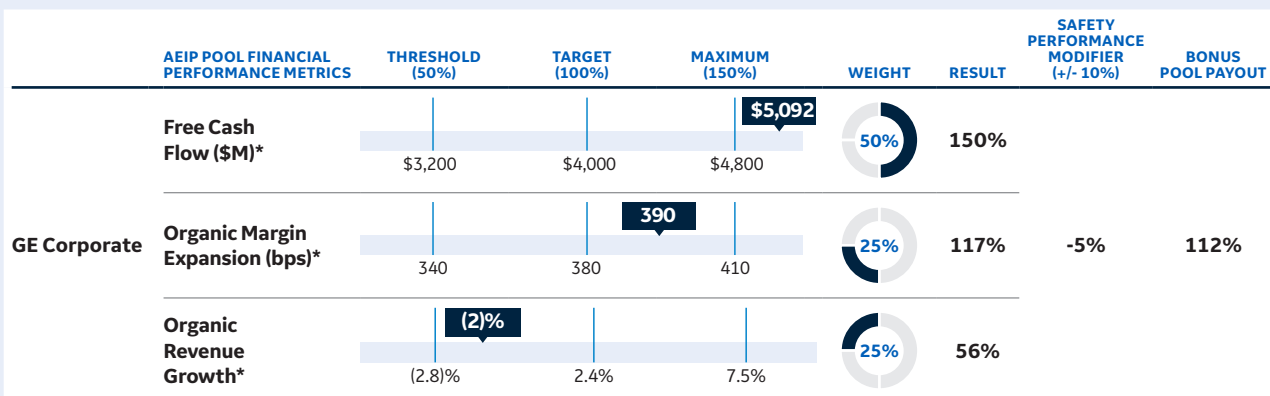 AEIP POOL FINANCIAL
PERFORMANCE METRICS
THRESHOLD
(50%)
TARGET
(100%)
MAXIMUM
(150%)
WEIGHT
RESULT
SAFETY
PERFORMANCE
MODIFIER
(+/- 10%)
BONUS
POOL PAYOUT
GE Corporate
Free Cash
Flow ($M)*
$5,092
$3,200
$4,000
$4,800
50%
150%
Organic Margin
Expansion (bps)*
390
340
380
410
25%
117%
-5%
112%
Organic
Revenue
Growth*
(2)%
(2.8)%
2.4%
7.5%
25%
56%